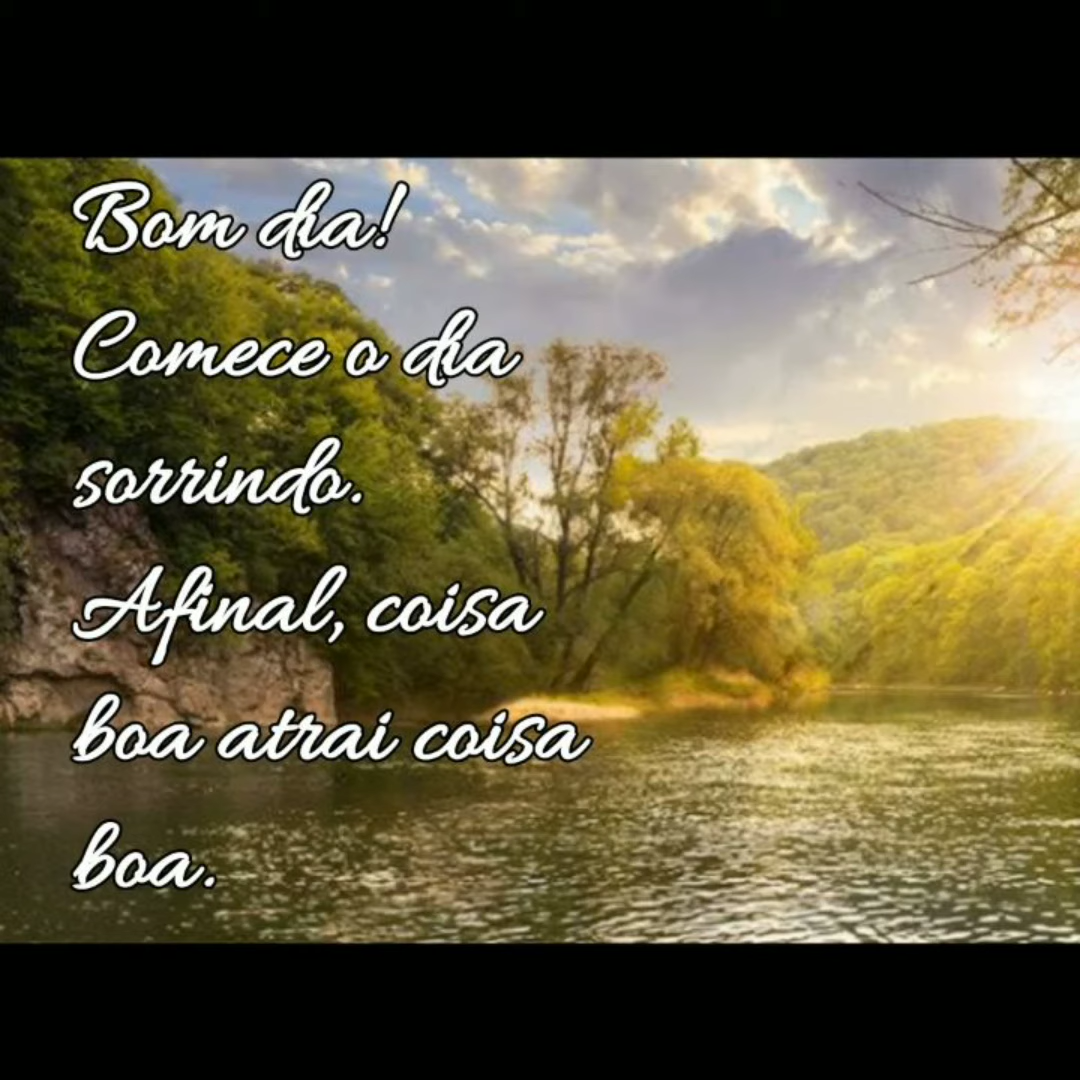 Bom dia!
Comece o dia
sorrindo.
Afinal, coisa
boa atrai coisa
boa.